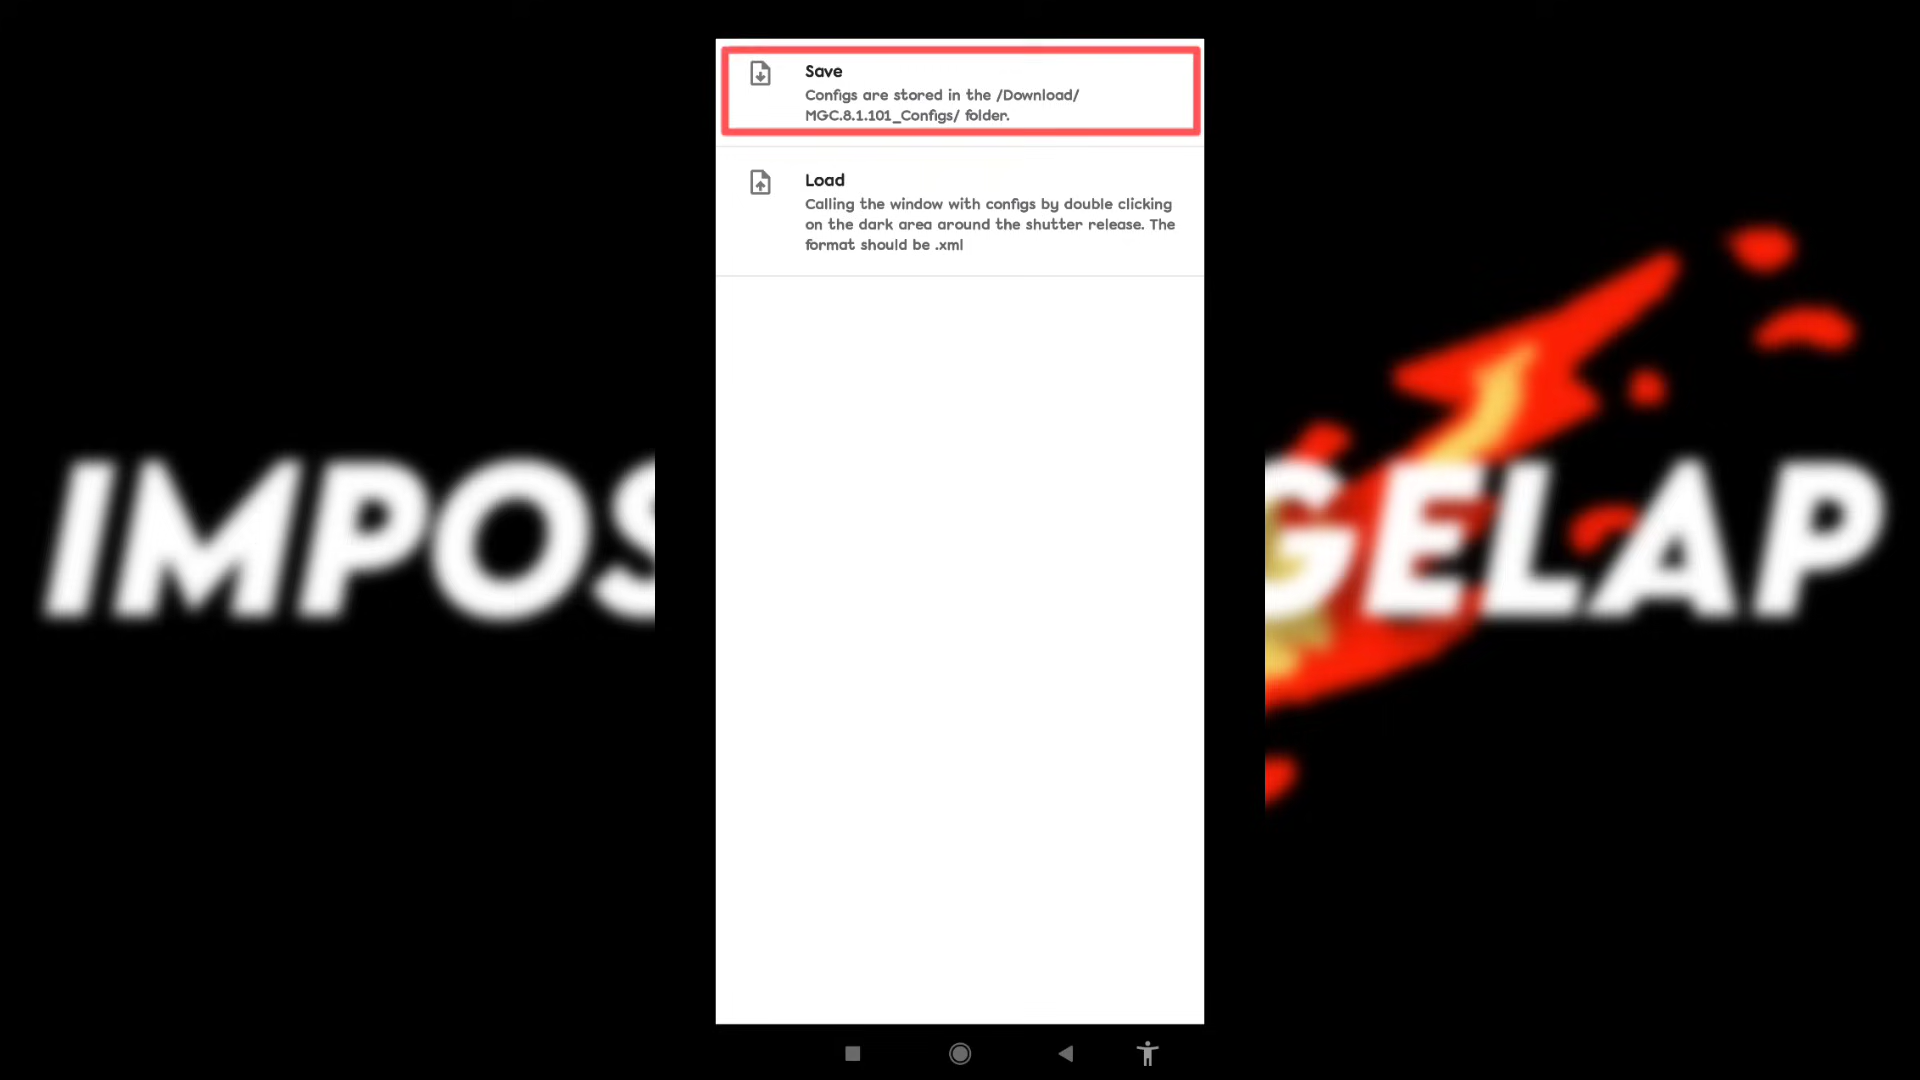 Save
Configs are stored in the /Download/
MGC.8.1.101_Configs/ folder.
Load
Calling the window with configs by double clicking
on the dark area around the shutter release. The
format should be .xml
IMPOS
GELAP